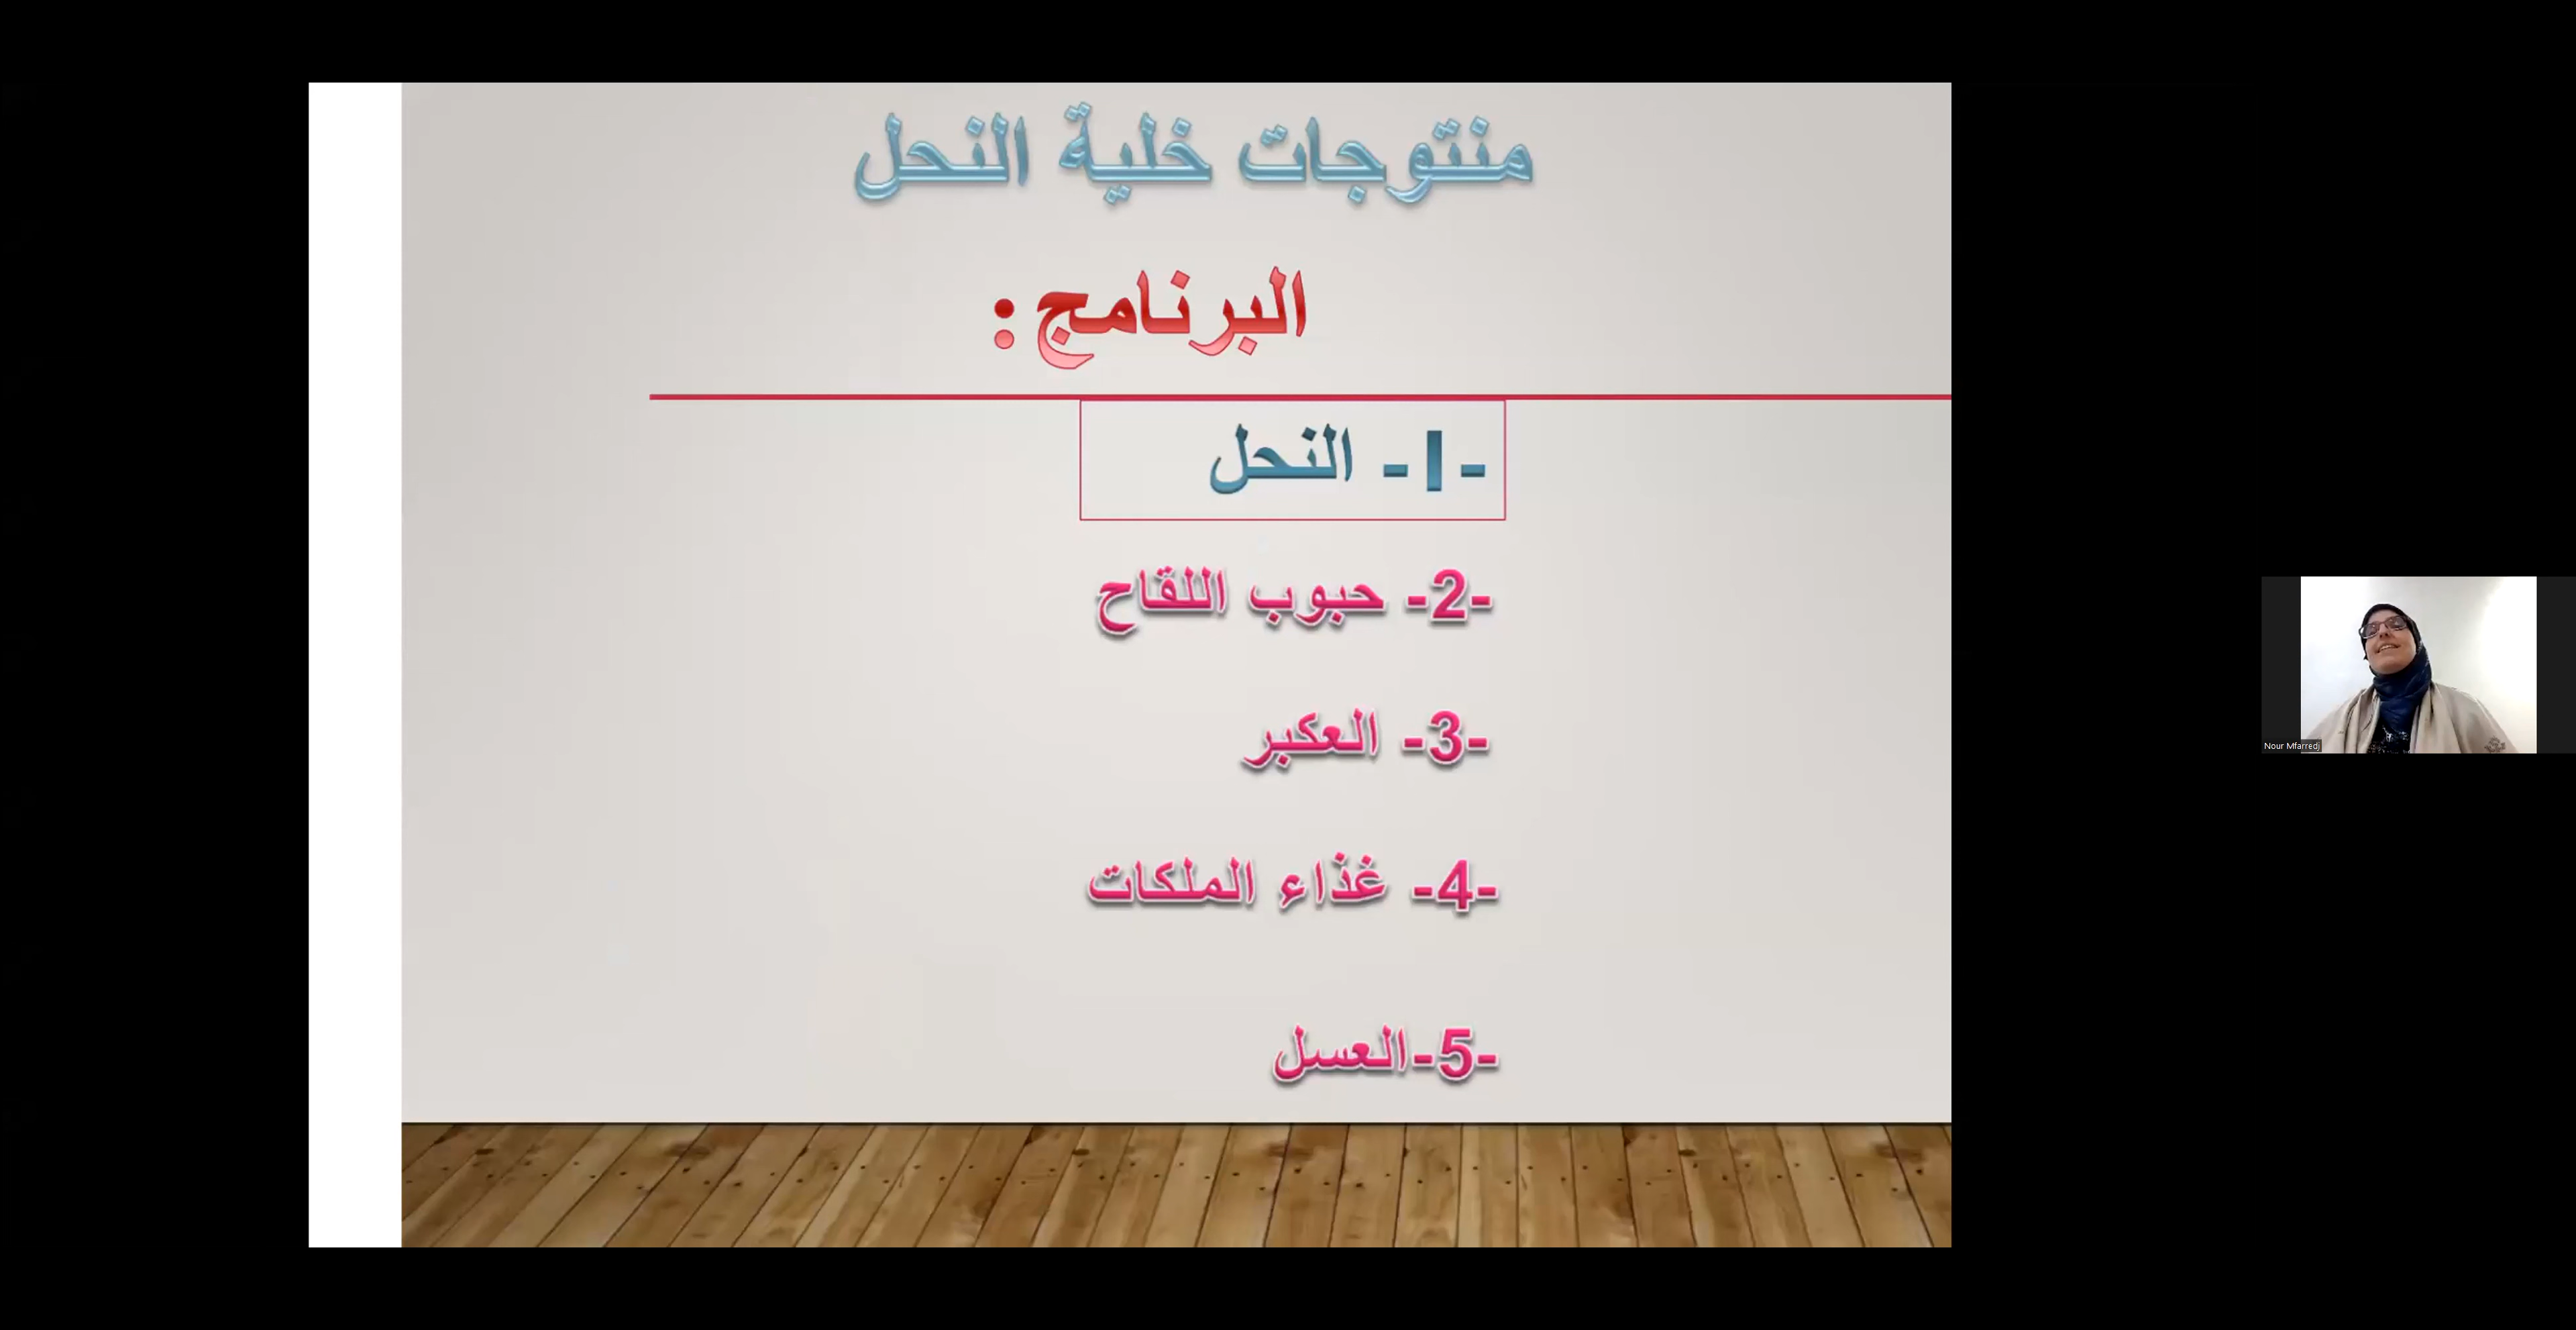 منتوجات خلية النحل
البرنامج :
-1- النحل
-2- حبوب اللقاح
-3- العكبر
-4- غذاء الملكات
-5-العسل
Nour Mfarredj